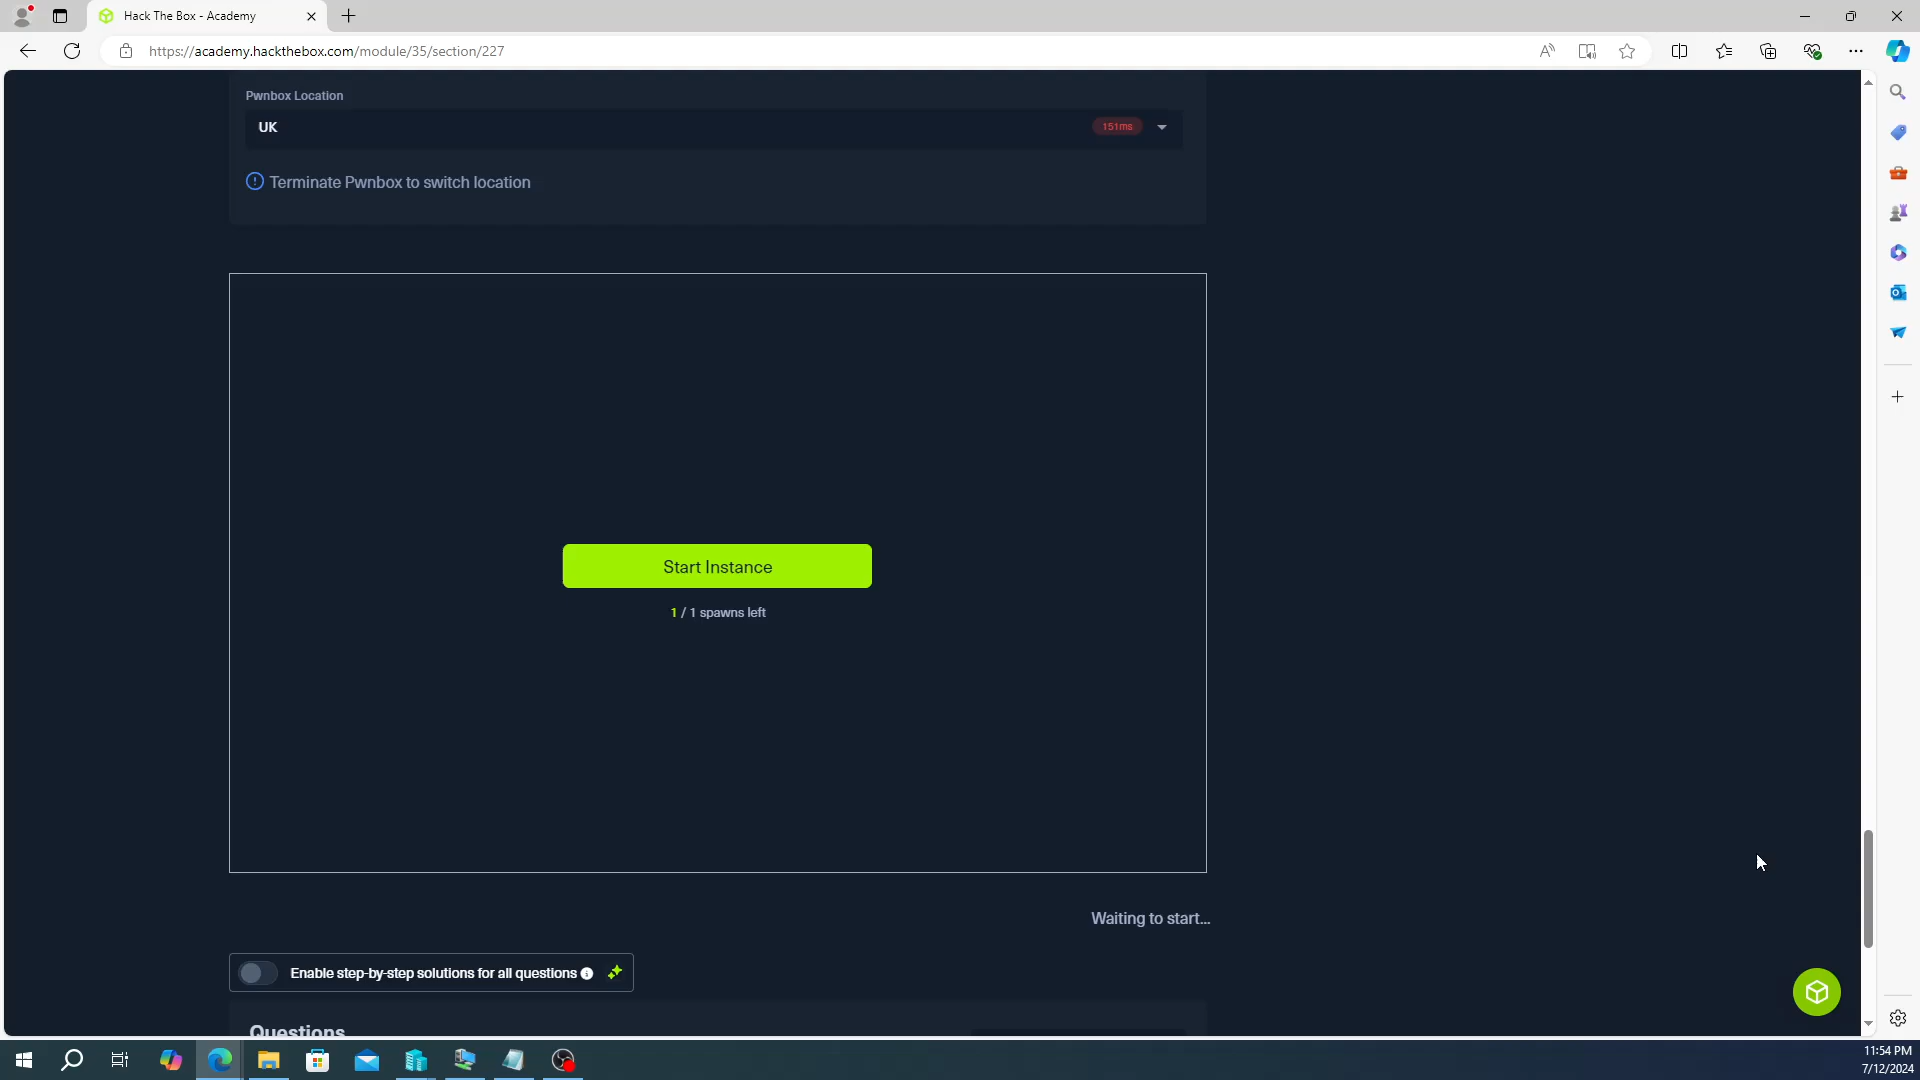 Hack The Box - Academy
https://academy.hackthebox.com/module/35/section/227
Pwnbox Location
UK
151ms
Terminate Pwnbox to switch location
Start Instance
1 / 1 spawns left
Waiting to start...
Enable step-by-step solutions for all questions
Questions
11:54 PM
7/12/2024